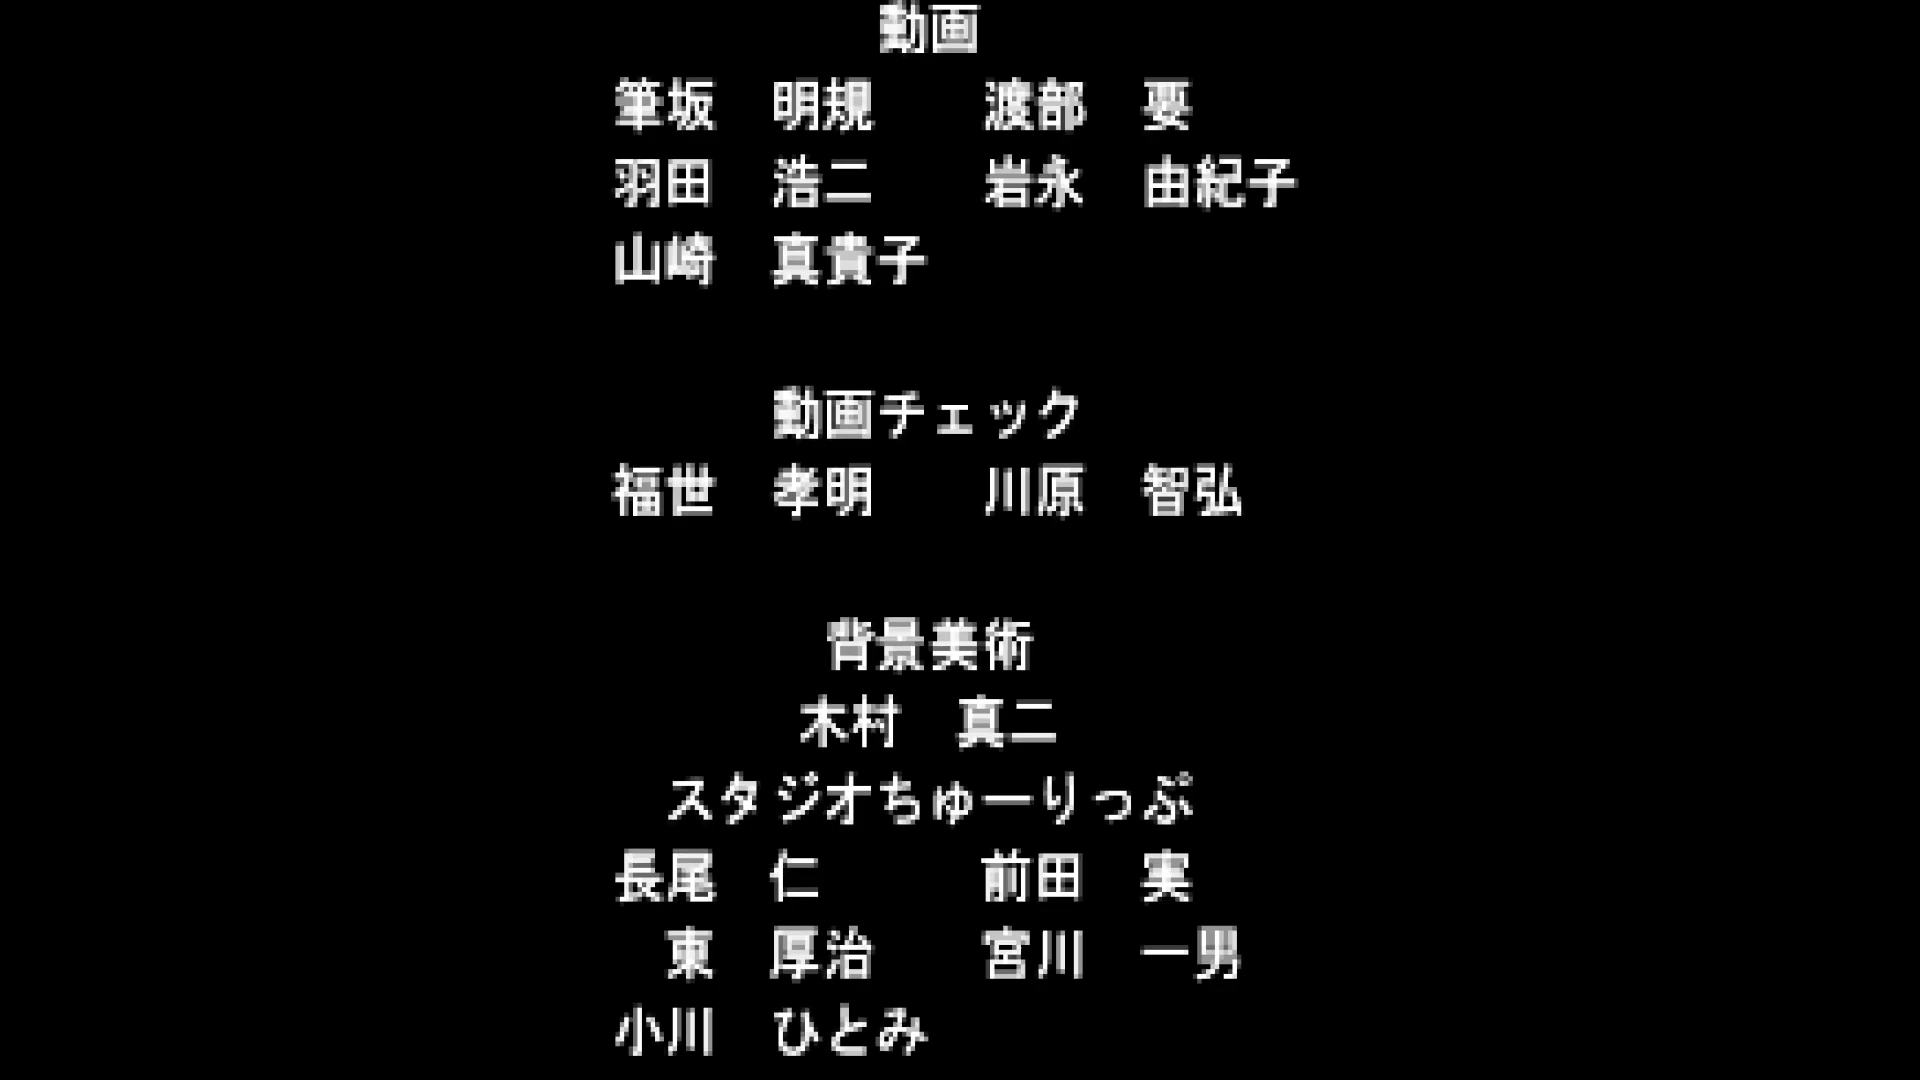 動画
筆坂　明規　　渡部　要
羽田　浩二　　岩永　由紀子
山崎　真貴子
動画チェック
福世　孝明　　川原　智弘
背景美術
木村　真二
スタジオちゅーりっぷ
長尾　仁　　　前田　実
東　厚治　　宮川　一男
小川　ひとみ